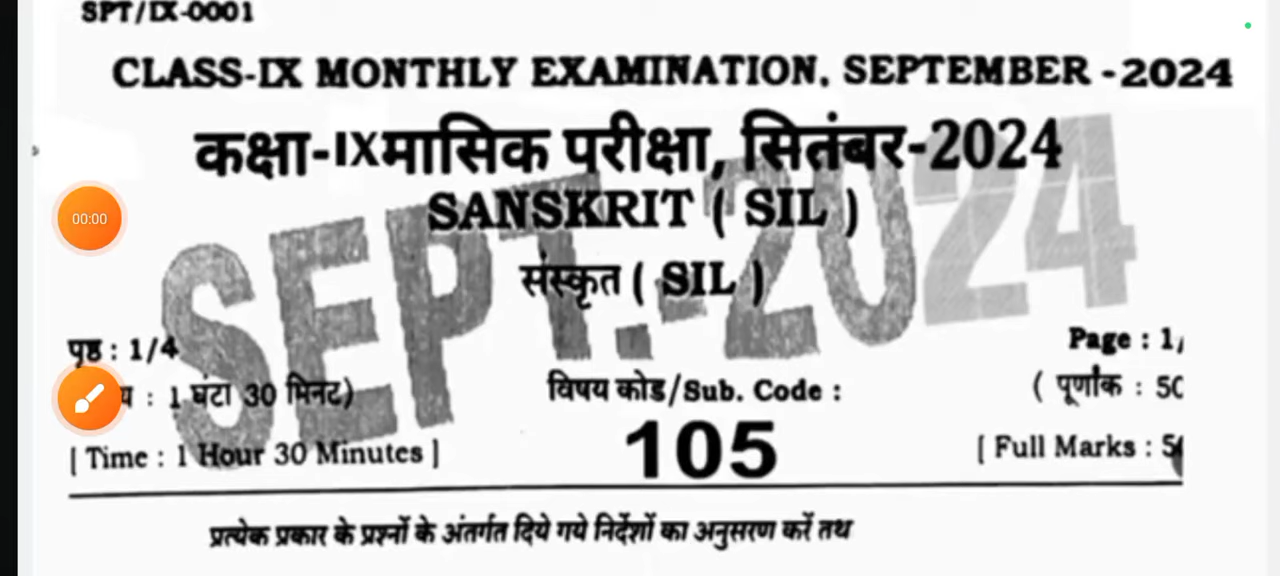 SPT/IX-0001
CLASS-IX MONTHLY EXAMINATION, SEPTEMBER - 2024
कक्षा-IXमासिक परीक्षा, सितंबर-2024
SEPT.-2024
SANSKRIT ( SIL )
संस्कृत ( SIL )
पृष्ठ : 1/4
Page : 1/
00:00
: 1 घंटा 30 मिनट)
विषय कोड/Sub. Code :
( पूर्णांक : 50
105
[ Time : 1 Hour 30 Minutes ]
[ Full Marks : 5
प्रत्येक प्रकार के प्रश्नों के अंतर्गत दिये गये निर्देशों का अनुसरण करें तथ